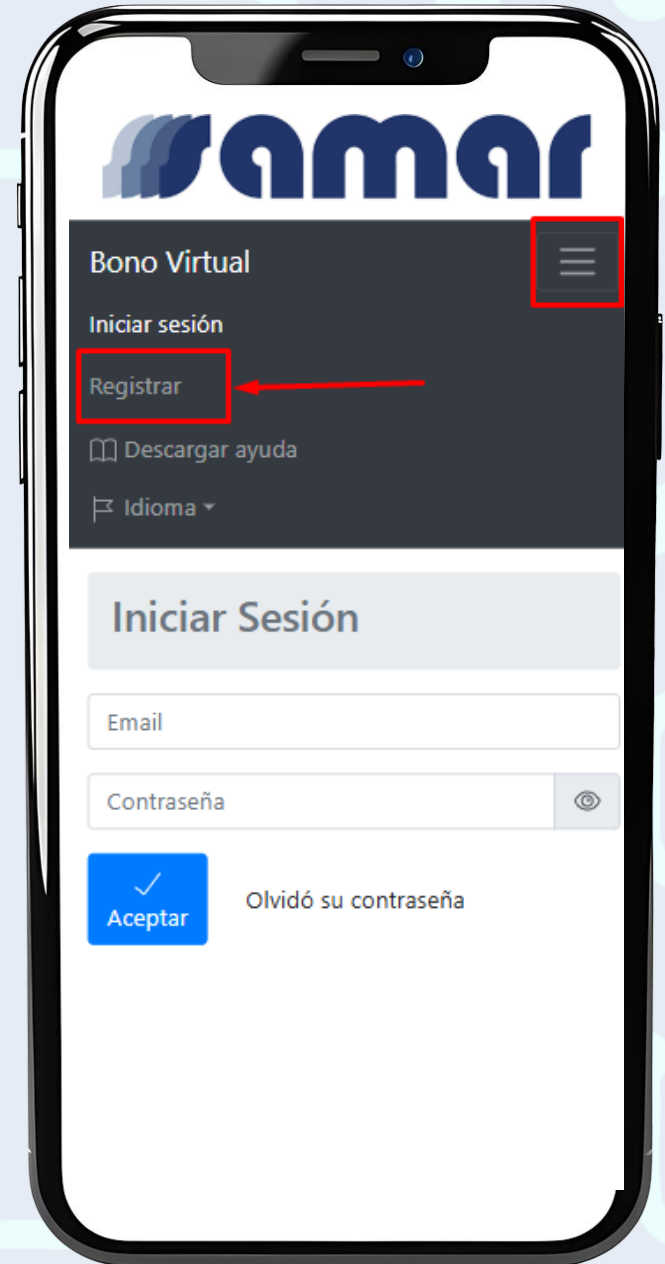 samar
Bono Virtual
Iniciar sesión
Registrar
Descargar ayuda
Idioma
Iniciar Sesión
Email
Contraseña
Aceptar
Olvidó su contraseña